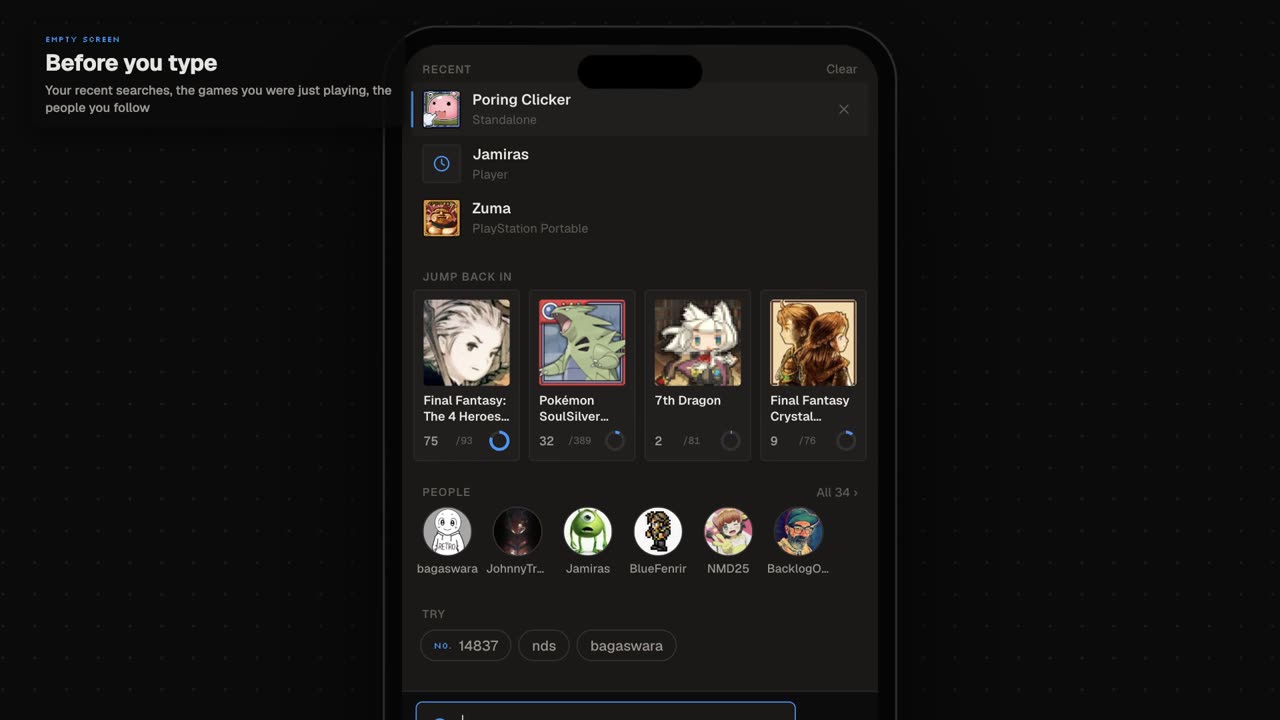 EMPTY SCREEN
Before you type
Your recent searches, the games you were just playing, the
people you follow
RECENT
Clear
Poring Clicker
Standalone
Jamiras
Player
Zuma
PlayStation Portable
JUMP BACK IN
Final Fantasy:
The 4 Heroes...
75 /93
Pokémon
SoulSilver...
32 /389
7th Dragon
2 /81
Final Fantasy
Crystal...
9 /76
PEOPLE
All 34 ›
RETRO
bagaswara
JohnnyTr...
Jamiras
BlueFenrir
NMD25
BacklogO...
TRY
No. 14837
nds
bagaswara